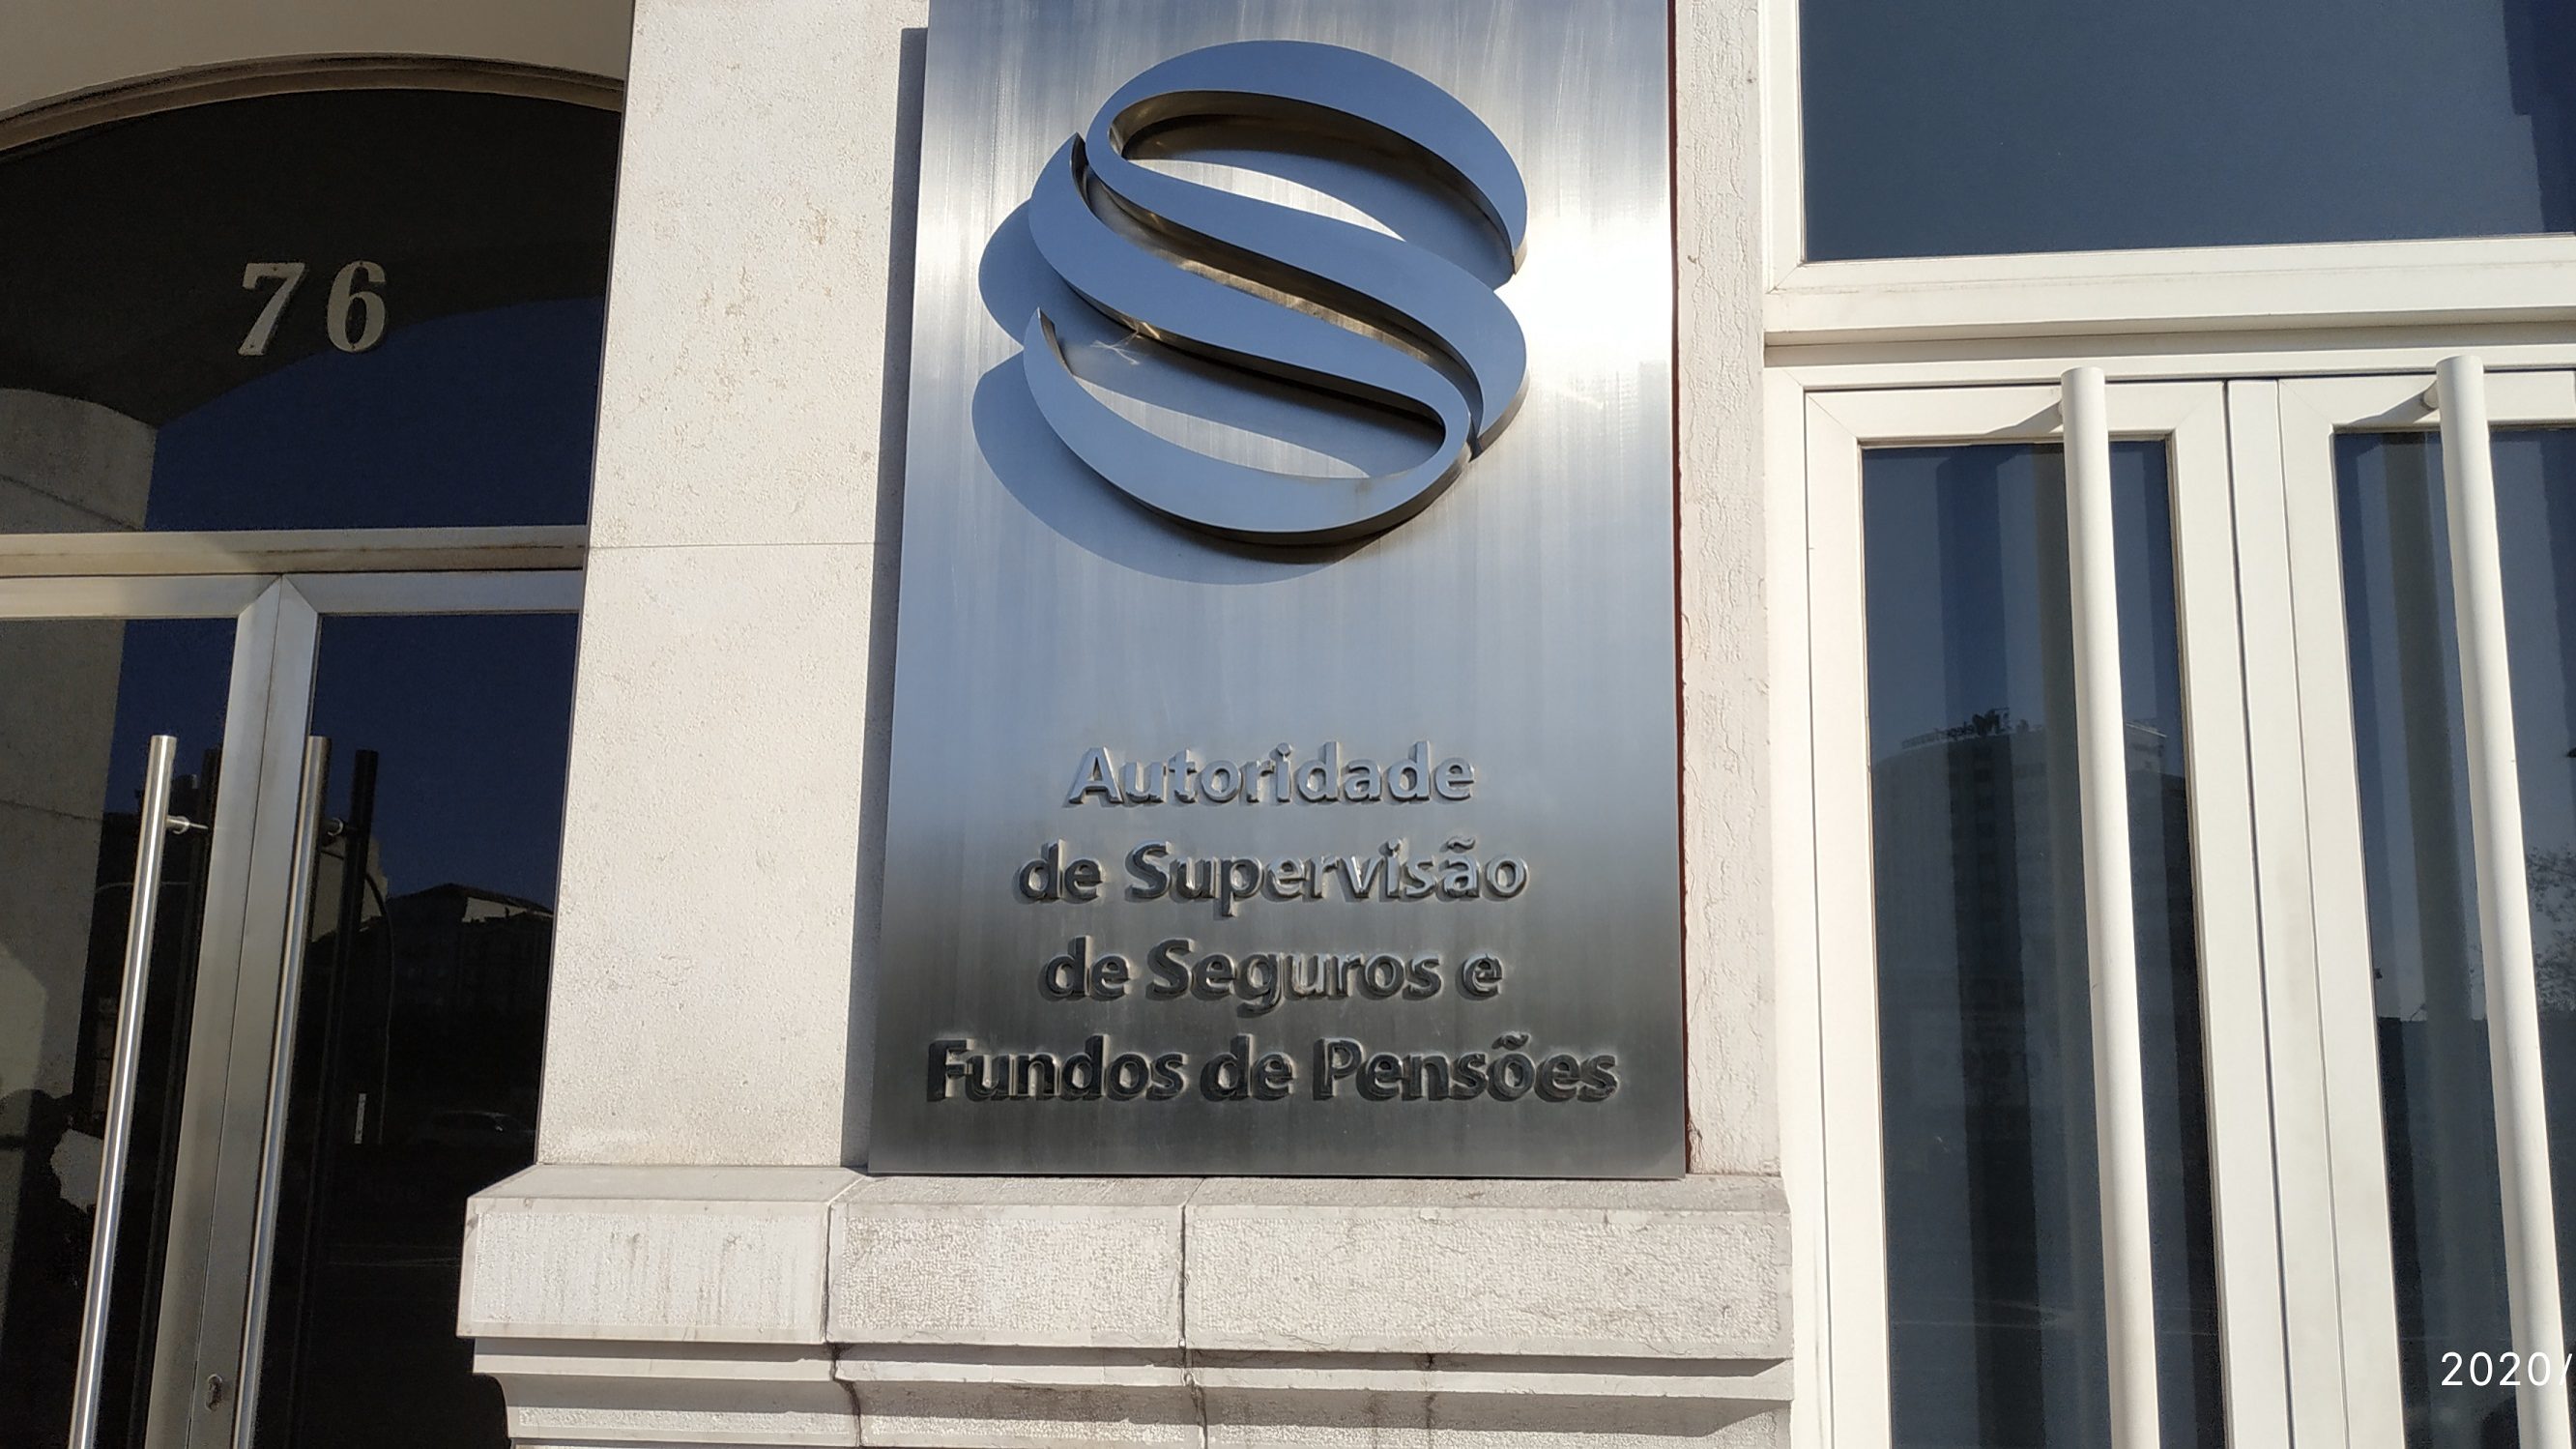 76
Autoridade
de Supervisão
de Seguros e
Fundos de Pensões
2020/